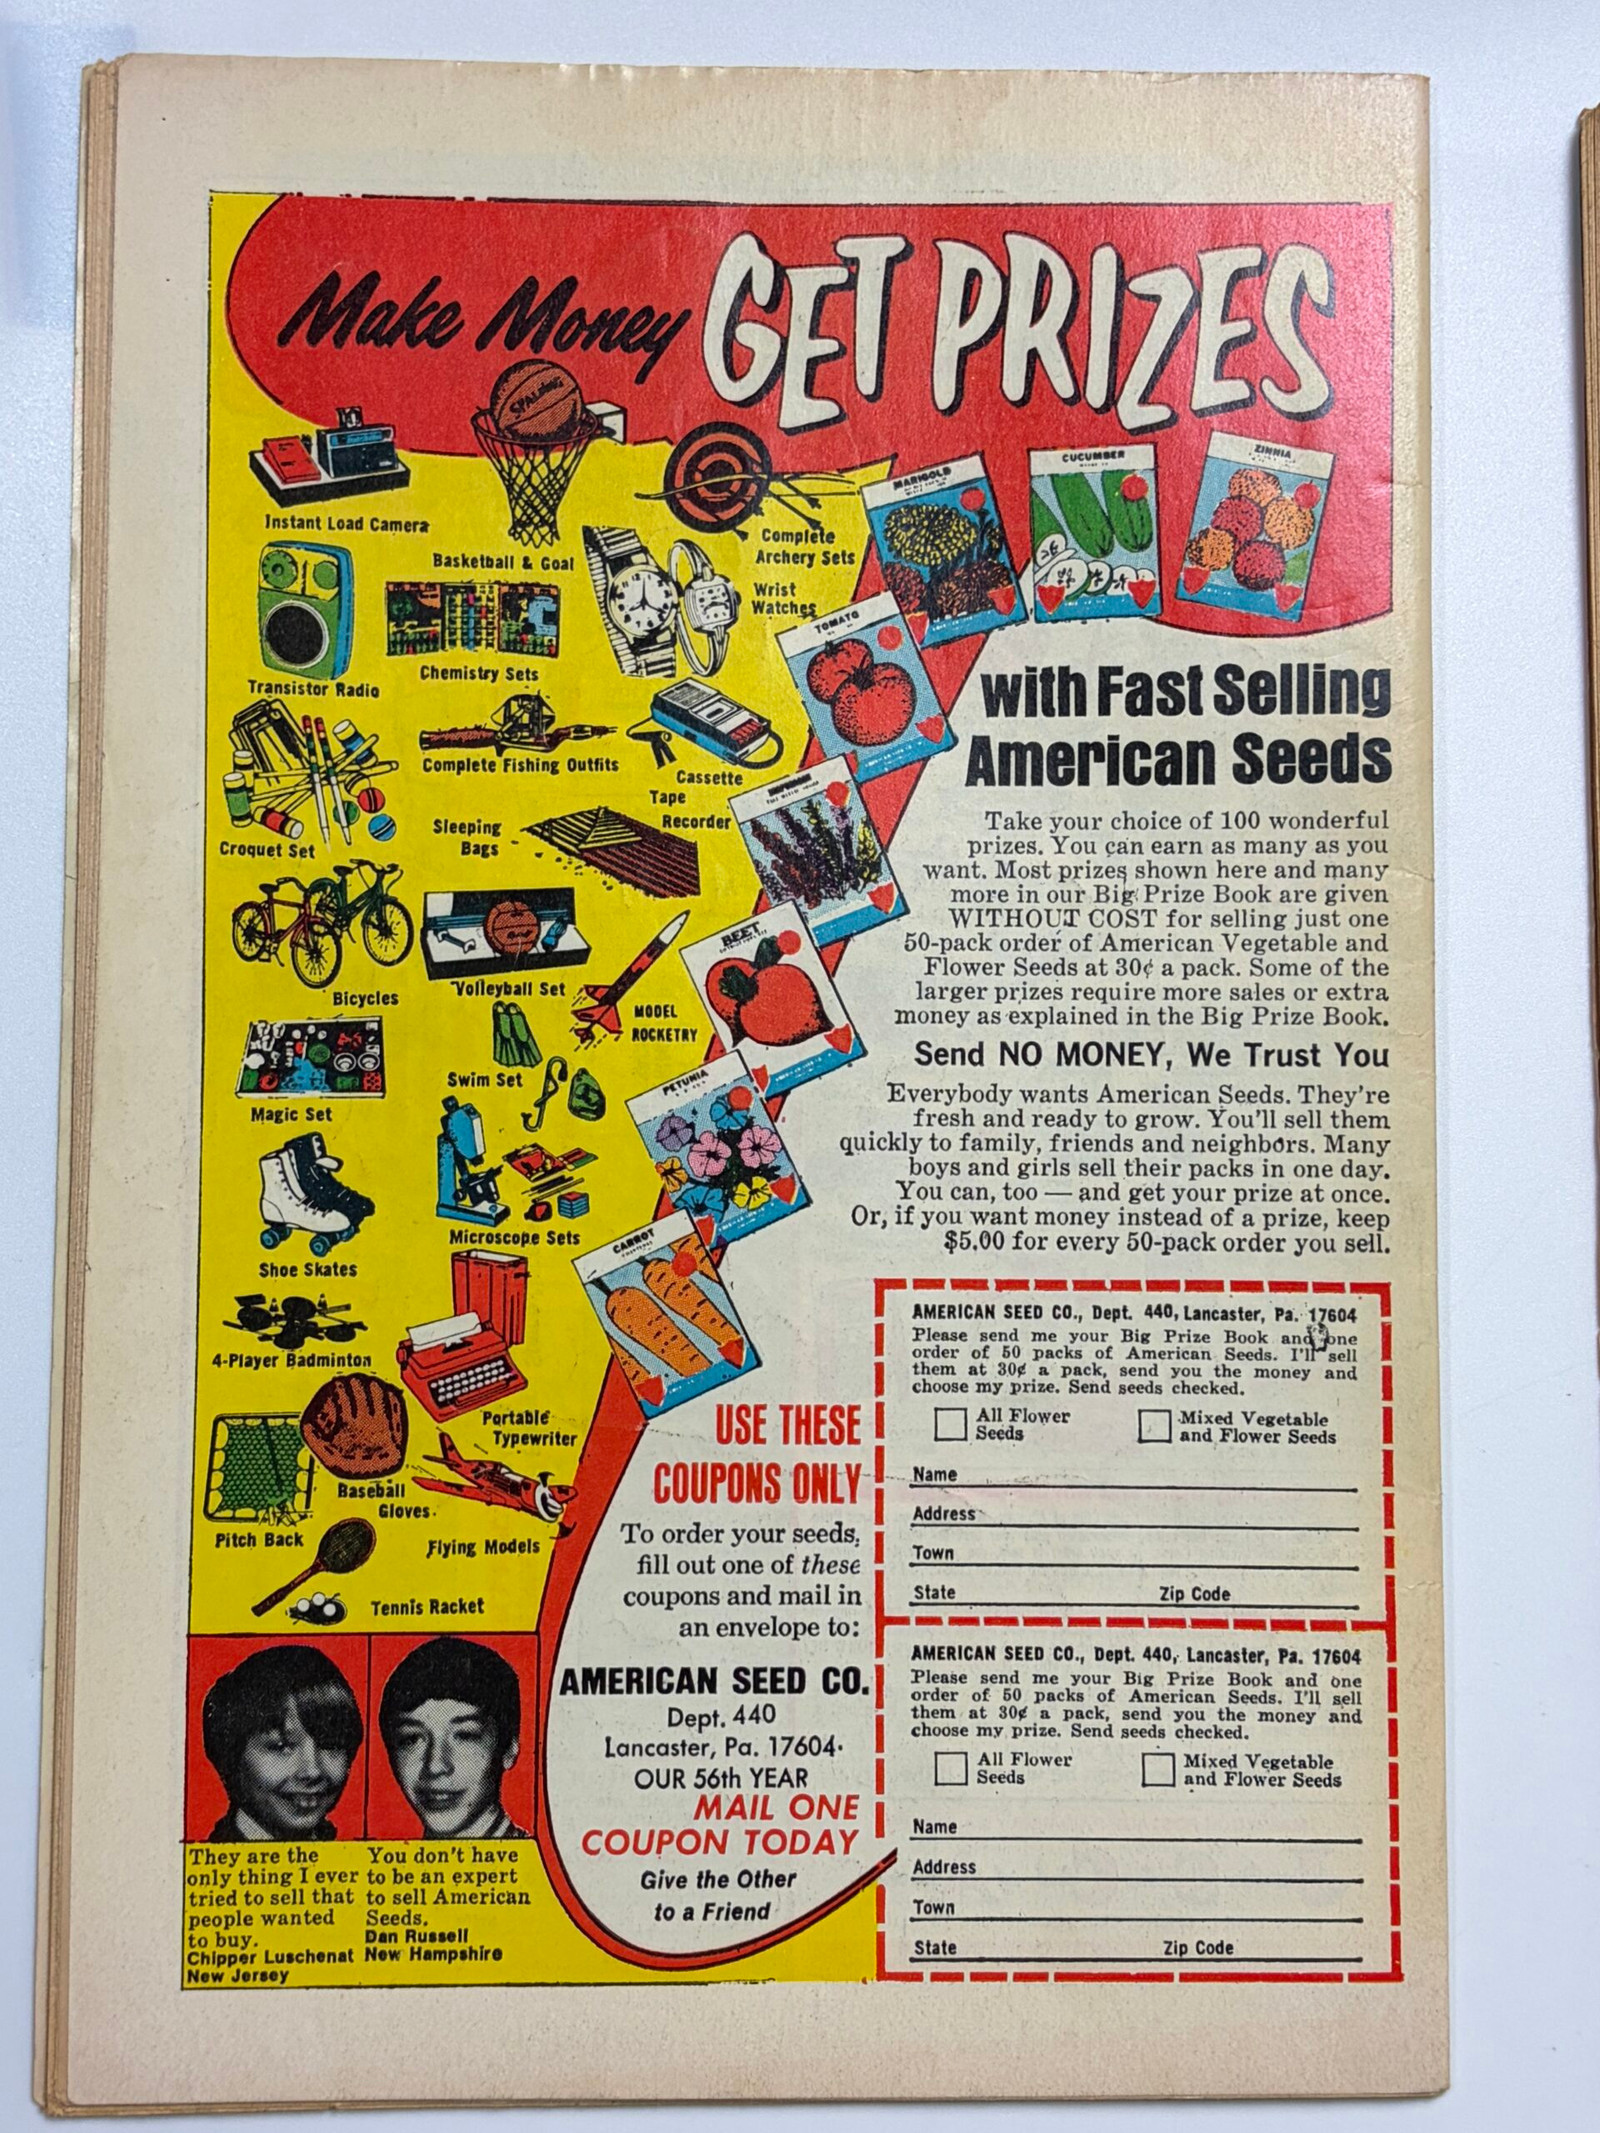 Make Money GET PRIZES
SPALDING
Instant Load Camera
Basketball & Goal
Complete
Archery Sets
Wrist
Watches
Transistor Radio
Chemistry Sets
Complete Fishing Outfits
Cassette
Tape
Recorder
Croquet Set
Sleeping
Bags
Bicycles
Volleyball Set
MODEL
ROCKETRY
Magic Set
Swim Set
Microscope Sets
Shoe Skates
4-Player Badminton
Portable
Typewriter
Baseball
Gloves
Pitch Back
Flying Models
Tennis Racket
MARIGOLD
CUCUMBER
ZINNIA
TOMATO
BEET
PETUNIA
CARROT
with Fast Selling
American Seeds
Take your choice of 100 wonderful
prizes. You can earn as many as you
want. Most prizes shown here and many
more in our Big Prize Book are given
WITHOUT COST for selling just one
50-pack order of American Vegetable and
Flower Seeds at 30¢ a pack. Some of the
larger prizes require more sales or extra
money as explained in the Big Prize Book.
Send NO MONEY, We Trust You
Everybody wants American Seeds. They're
fresh and ready to grow. You'll sell them
quickly to family, friends and neighbors. Many
boys and girls sell their packs in one day.
You can, too — and get your prize at once.
Or, if you want money instead of a prize, keep
$5.00 for every 50-pack order you sell.
USE THESE
COUPONS ONLY
To order your seeds,
fill out one of these
coupons and mail in
an envelope to:
AMERICAN SEED CO.
Dept. 440
Lancaster, Pa. 17604
OUR 56th YEAR
MAIL ONE
COUPON TODAY
Give the Other
to a Friend
AMERICAN SEED CO., Dept. 440, Lancaster, Pa. 17604
Please send me your Big Prize Book and one
order of 50 packs of American Seeds. I'll sell
them at 30¢ a pack, send you the money and
choose my prize. Send seeds checked.
All Flower
Seeds
Mixed Vegetable
and Flower Seeds
Name
Address
Town
State Zip Code
AMERICAN SEED CO., Dept. 440, Lancaster, Pa. 17604
Please send me your Big Prize Book and one
order of 50 packs of American Seeds. I'll sell
them at 30¢ a pack, send you the money and
choose my prize. Send seeds checked.
All Flower
Seeds
Mixed Vegetable
and Flower Seeds
Name
Address
Town
State Zip Code
They are the
only thing I ever
tried to sell that
people wanted
to buy.
Chipper Luschenat
New Jersey
You don't have
to be an expert
to sell American
Seeds.
Dan Russell
New Hampshire